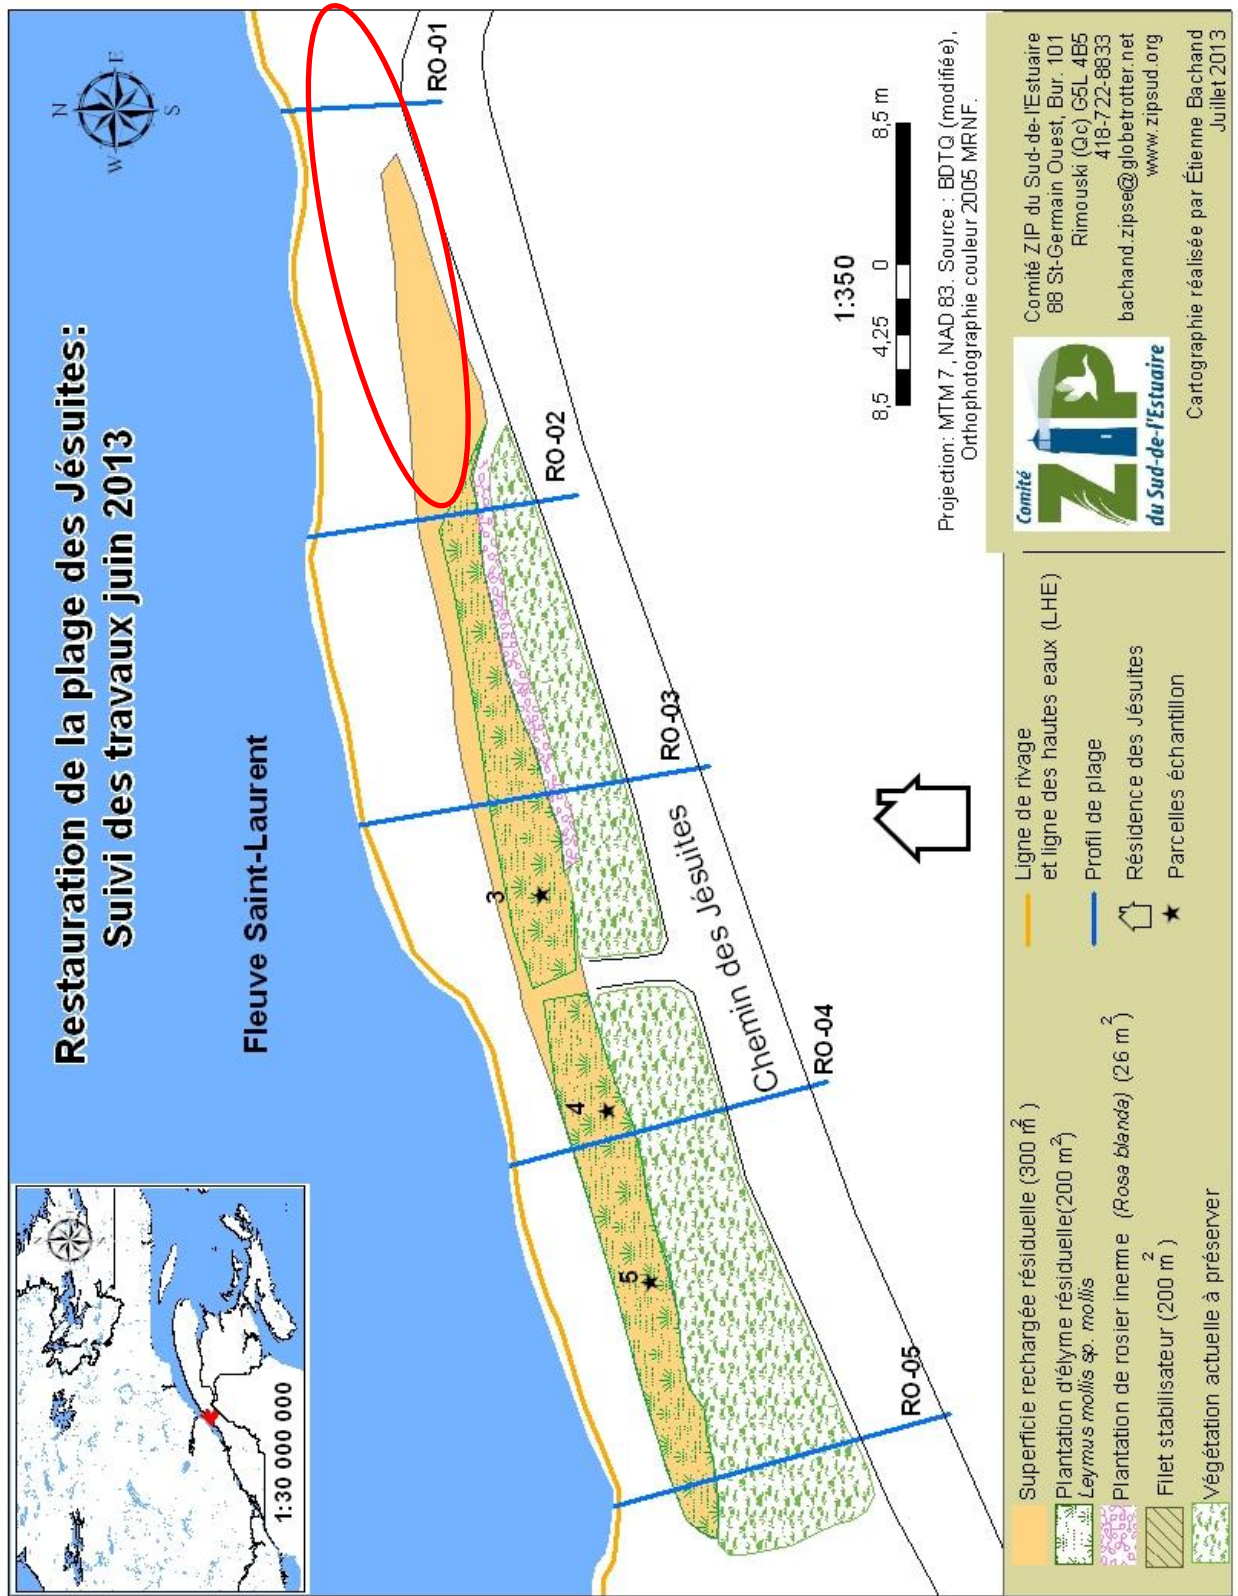 Restauration de la plage des Jésuites:
Suivi des travaux juin 2013
Fleuve Saint-Laurent
N
E
S
W
1:30 000 000
RO-01
RO-02
RO-03
RO-04
RO-05
3
4
5
Chemin des Jésuites
1:350
8,5 4,25 0 8,5 m
Projection: MTM 7, NAD 83. Source : BDTQ (modifiée),
Orthophotographie couleur 2005 MRNF.
Superficie rechargée résiduelle (300 m²)
Plantation d'élyme résiduelle(200 m²)
Leymus mollis sp. mollis
Plantation de rosier inerme (Rosa blanda) (26 m²)
Filet stabilisateur (200 m²)
Végétation actuelle à préserver
Ligne de rivage
et ligne des hautes eaux (LHE)
Profil de plage
Résidence des Jésuites
Parcelles échantillon
Comité
ZIP
du Sud-de-l'Estuaire
Comité ZIP du Sud-de-l'Estuaire
88 St-Germain Ouest, Bur. 101
Rimouski (Qc) G5L 4B5
418-722-8833
bachand.zipse@globetrotter.net
www.zipsud.org
Cartographie réalisée par Étienne Bachand
Juillet 2013